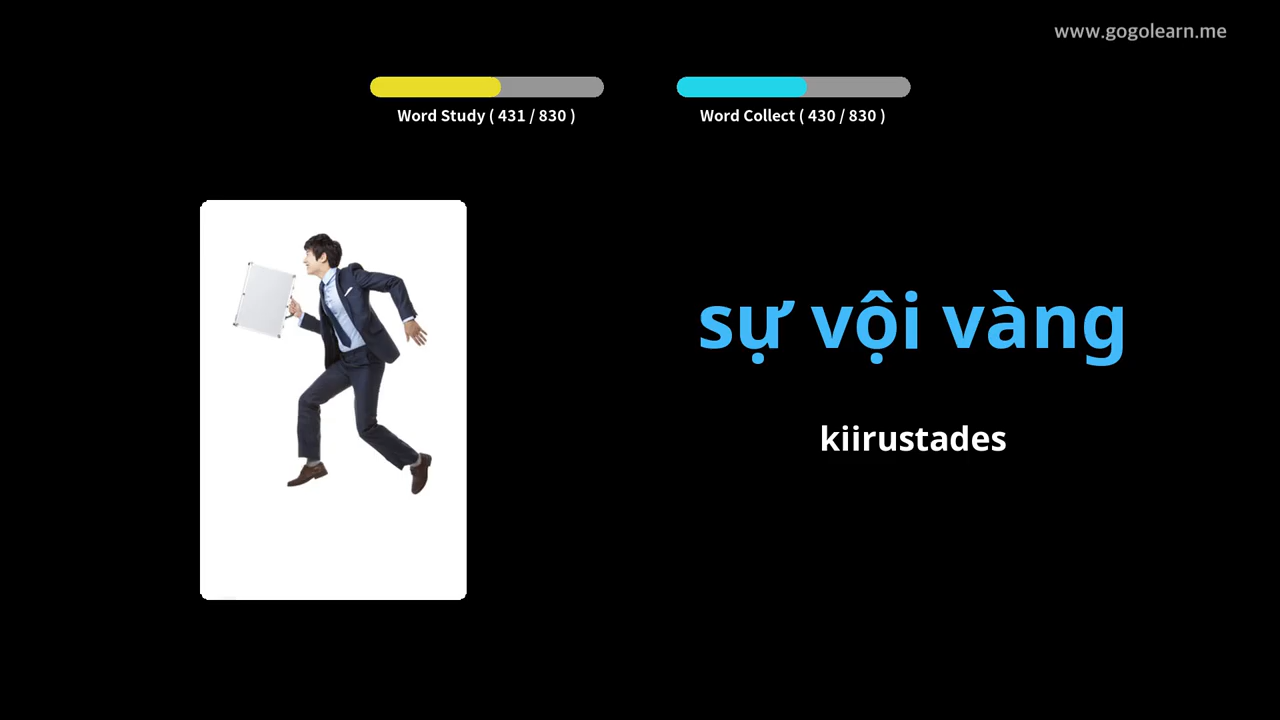 www.gogolearn.me
Word Study ( 431 / 830 )
Word Collect ( 430 / 830 )
sự vội vàng
kiirustades